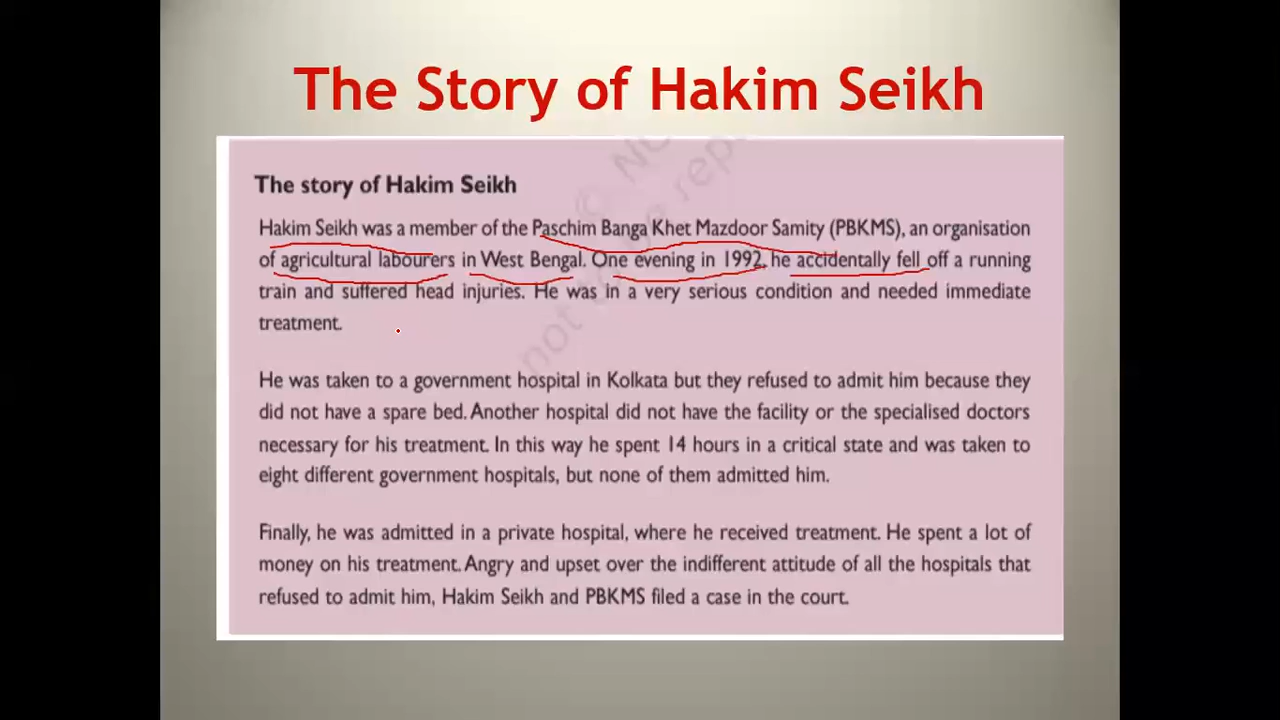 The Story of Hakim Seikh
The story of Hakim Seikh
Hakim Seikh was a member of the Paschim Banga Khet Mazdoor Samity (PBKMS), an organisation
of agricultural labourers in West Bengal. One evening in 1992, he accidentally fell off a running
train and suffered head injuries. He was in a very serious condition and needed immediate
treatment.
He was taken to a government hospital in Kolkata but they refused to admit him because they
did not have a spare bed. Another hospital did not have the facility or the specialised doctors
necessary for his treatment. In this way he spent 14 hours in a critical state and was taken to
eight different government hospitals, but none of them admitted him.
Finally, he was admitted in a private hospital, where he received treatment. He spent a lot of
money on his treatment. Angry and upset over the indifferent attitude of all the hospitals that
refused to admit him, Hakim Seikh and PBKMS filed a case in the court.